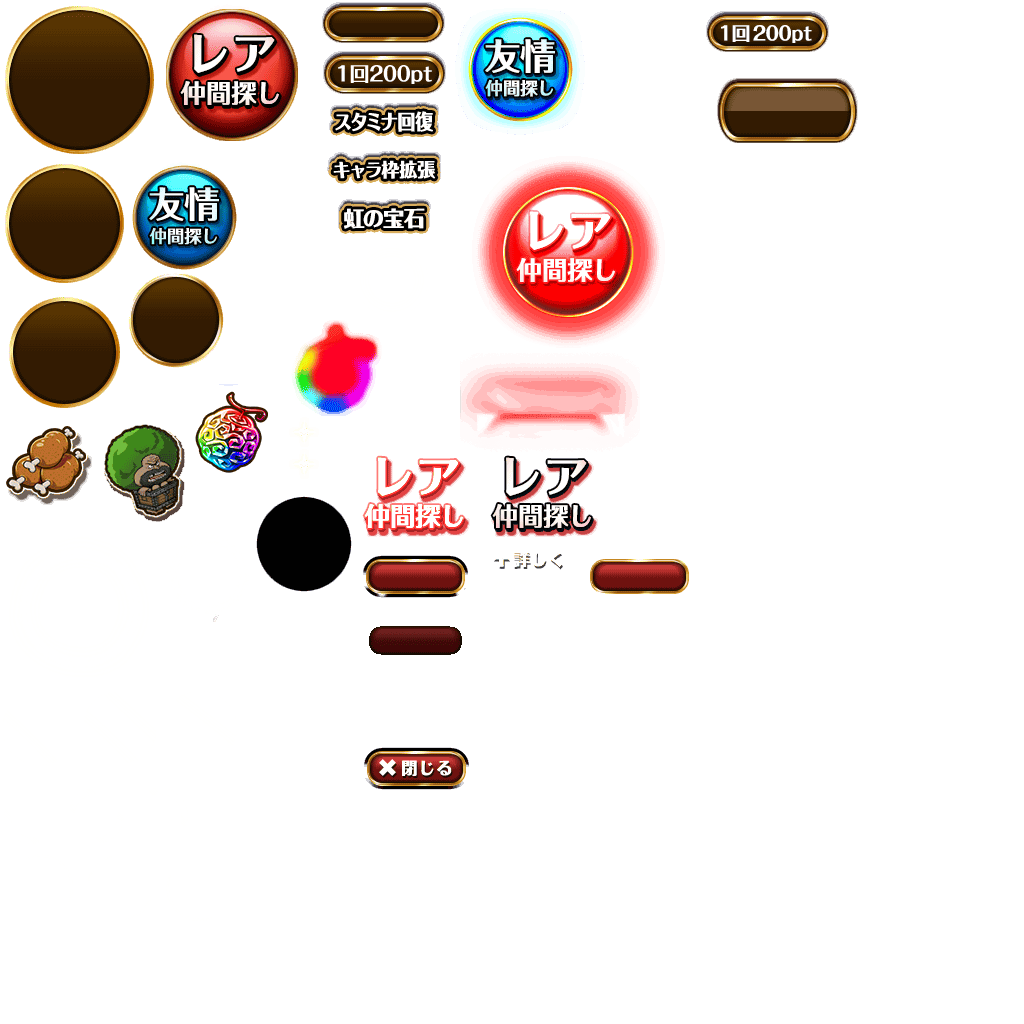 レア
仲間探し
1回200pt
スタミナ回復
キャラ枠拡張
虹の宝石
友情
仲間探し
1回200pt
友情
仲間探し
レア
仲間探し
レア
仲間探し
レア
仲間探し
↑詳しく
✖閉じる